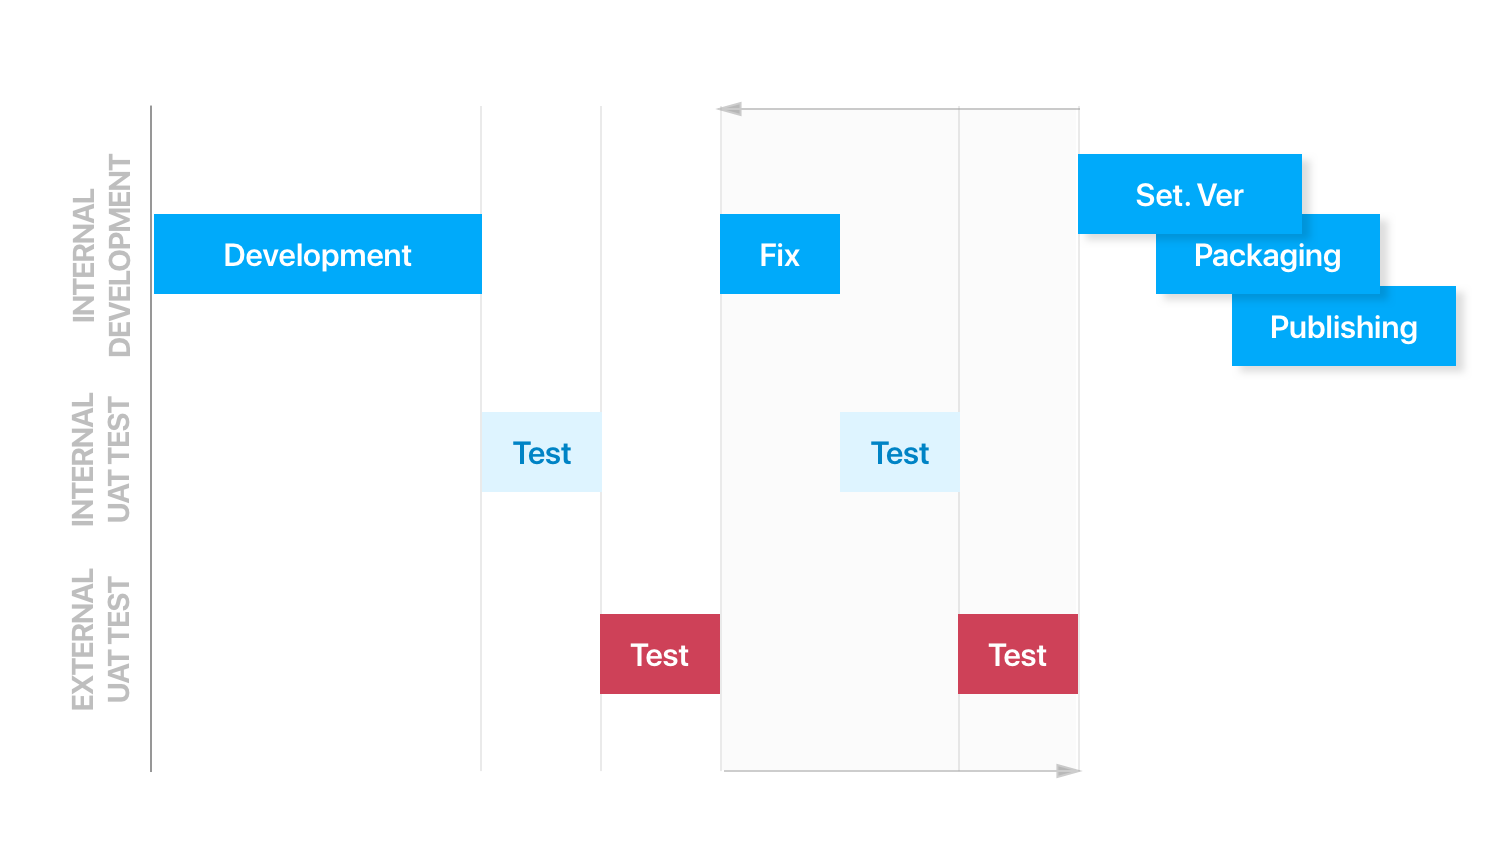 INTERNAL
DEVELOPMENT
Development
Fix
Set. Ver
Packaging
Publishing
INTERNAL
UAT TEST
Test
Test
EXTERNAL
UAT TEST
Test
Test